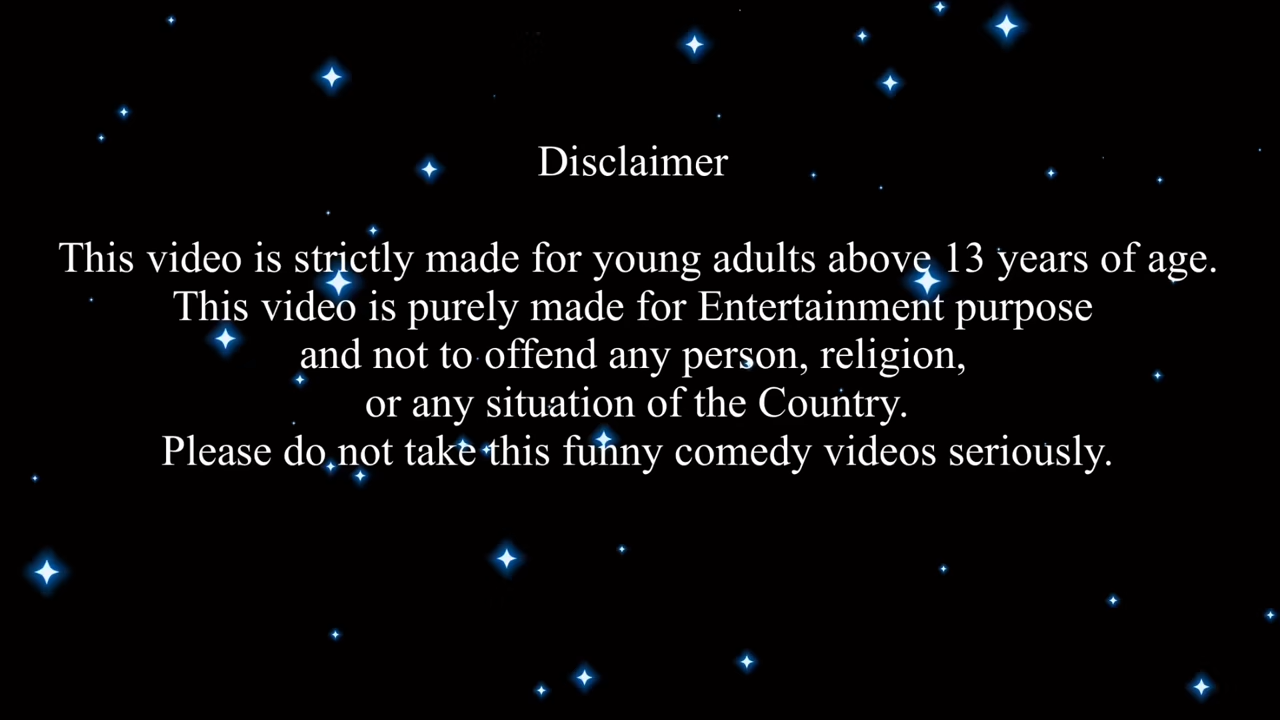 Disclaimer
This video is strictly made for young adults above 13 years of age.
This video is purely made for Entertainment purpose
and not to offend any person, religion,
or any situation of the Country.
Please do not take this funny comedy videos seriously.